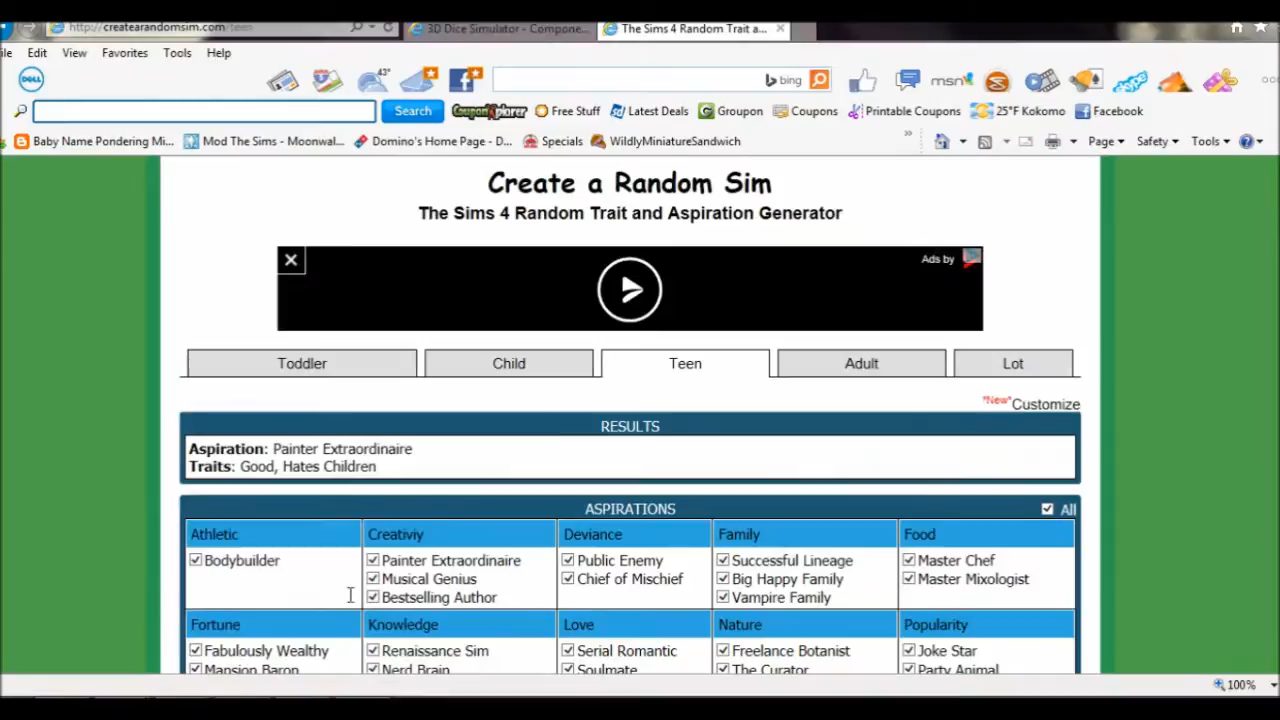 http://createarandomsim.com/teen
3D Dice Simulator - Compone...
The Sims 4 Random Trait a...
ile Edit View Favorites Tools Help
DELL
43°
bing
msn
Search
Free Stuff
Latest Deals
Groupon
Coupons
Printable Coupons
25°F Kokomo
Facebook
Baby Name Pondering Mi...
Mod The Sims - Moonwal...
Domino's Home Page - D...
Specials
WildlyMiniatureSandwich
Page
Safety
Tools
Create a Random Sim
The Sims 4 Random Trait and Aspiration Generator
Ads by
Toddler Child Teen Adult Lot
*New* Customize
RESULTS
Aspiration: Painter Extraordinaire
Traits: Good, Hates Children
ASPIRATIONS
All
Athletic Creativiy Deviance Family Food
Bodybuilder Painter Extraordinaire Public Enemy Successful Lineage Master Chef
Musical Genius Chief of Mischief Big Happy Family Master Mixologist
Bestselling Author Vampire Family
Fortune Knowledge Love Nature Popularity
Fabulously Wealthy Renaissance Sim Serial Romantic Freelance Botanist Joke Star
Mansion Baron Nerd Brain Soulmate The Curator Party Animal
100%